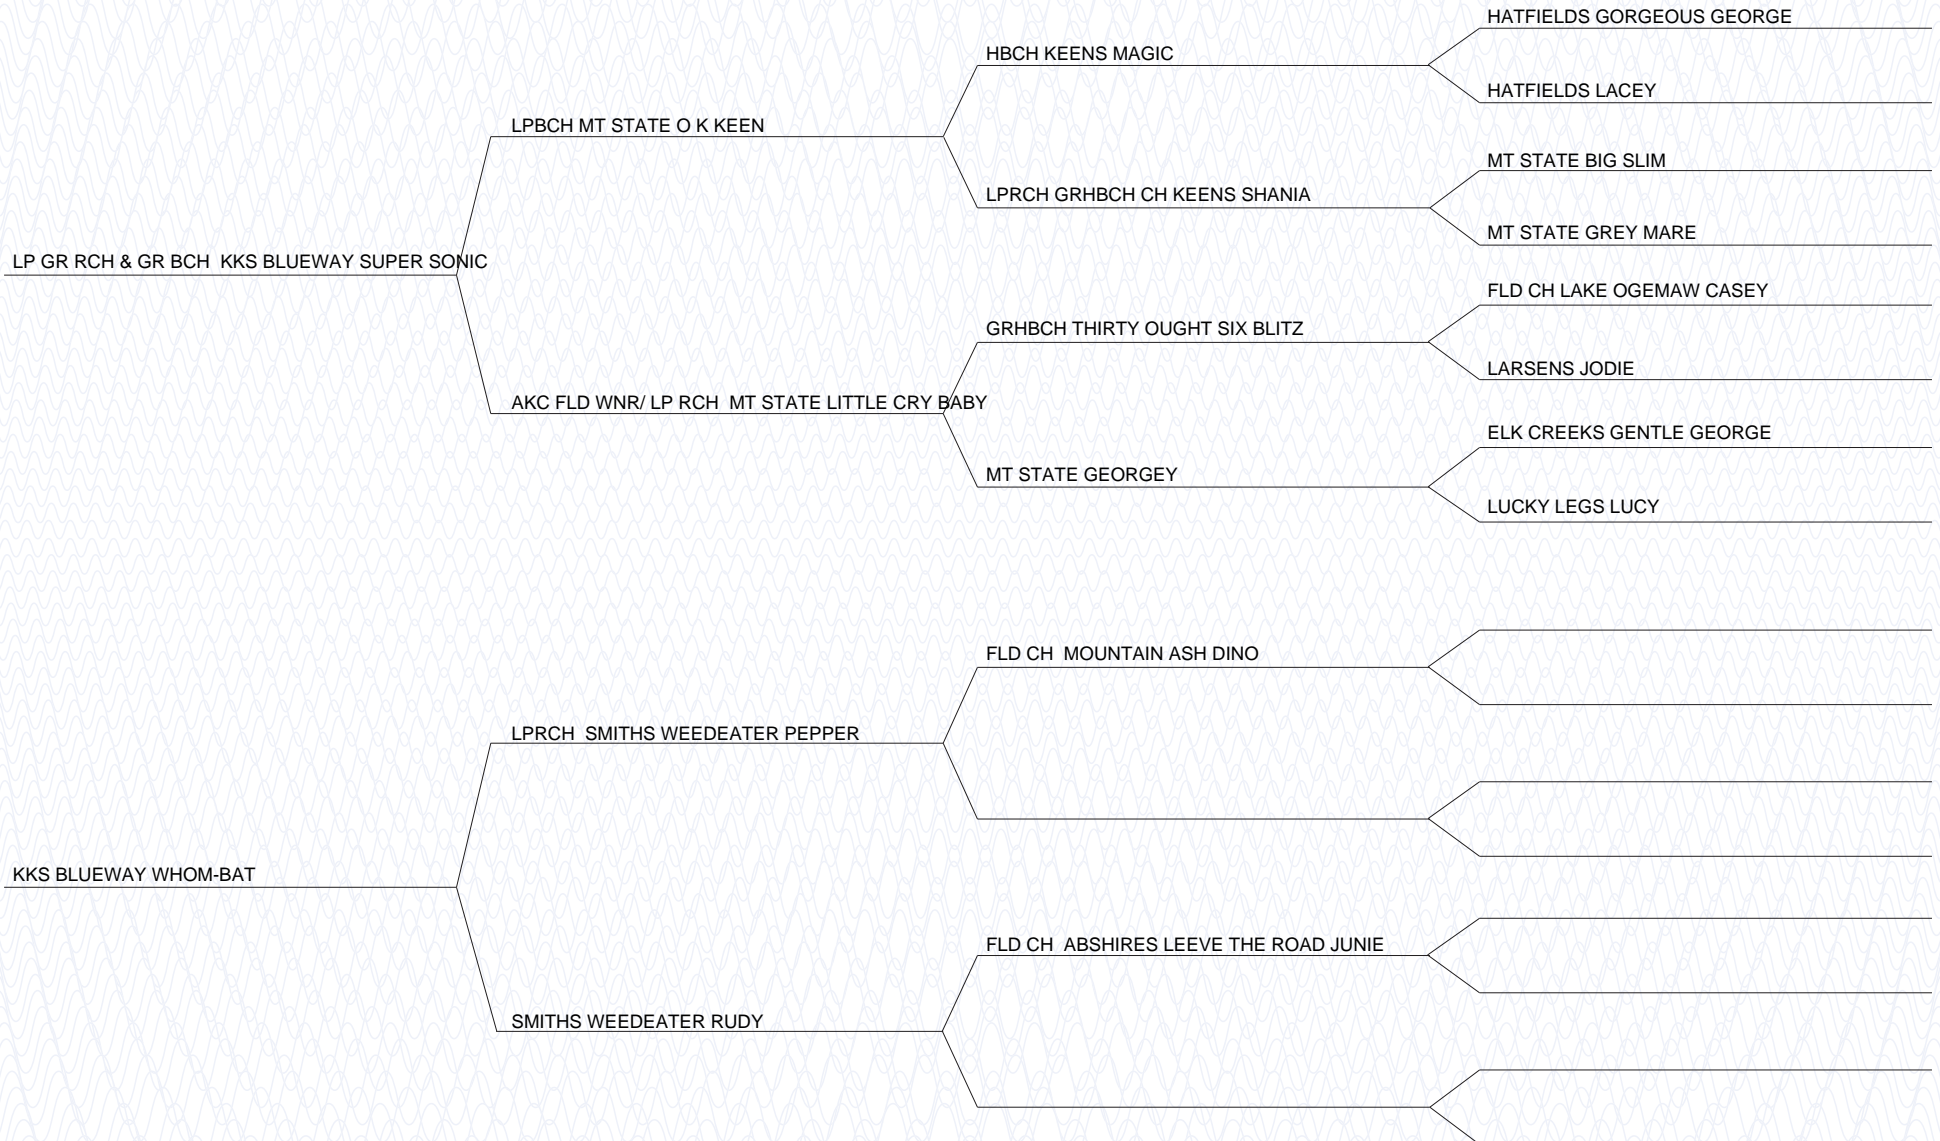 HATFIELDS GORGEOUS GEORGE
HBCH KEENS MAGIC
HATFIELDS LACEY
LPBCH MT STATE O K KEEN
MT STATE BIG SLIM
LPRCH GRHBCH CH KEENS SHANIA
MT STATE GREY MARE
LP GR RCH & GR BCH  KKS BLUEWAY SUPER SONIC
FLD CH LAKE OGEMAW CASEY
GRHBCH THIRTY OUGHT SIX BLITZ
LARSENS JODIE
AKC FLD WNR/ LP RCH  MT STATE LITTLE CRY BABY
ELK CREEKS GENTLE GEORGE
MT STATE GEORGEY
LUCKY LEGS LUCY
FLD CH  MOUNTAIN ASH DINO
LPRCH  SMITHS WEEDEATER PEPPER
KKS BLUEWAY WHOM-BAT
FLD CH  ABSHIRES LEEVE THE ROAD JUNIE
SMITHS WEEDEATER RUDY